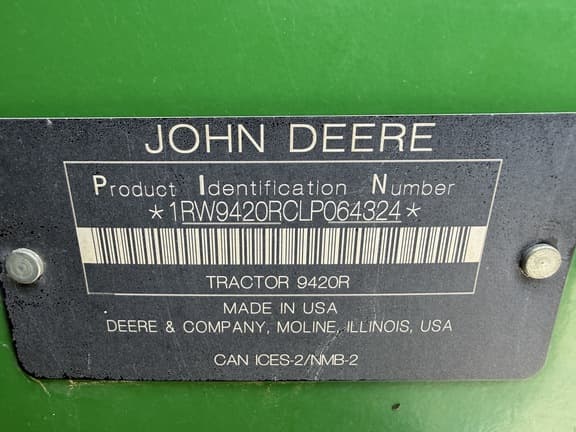 JOHN DEERE
Product Identification Number
*1RW9420RCLP064324*
TRACTOR 9420R
MADE IN USA
DEERE & COMPANY, MOLINE, ILLINOIS, USA
CAN ICES-2/NMB-2